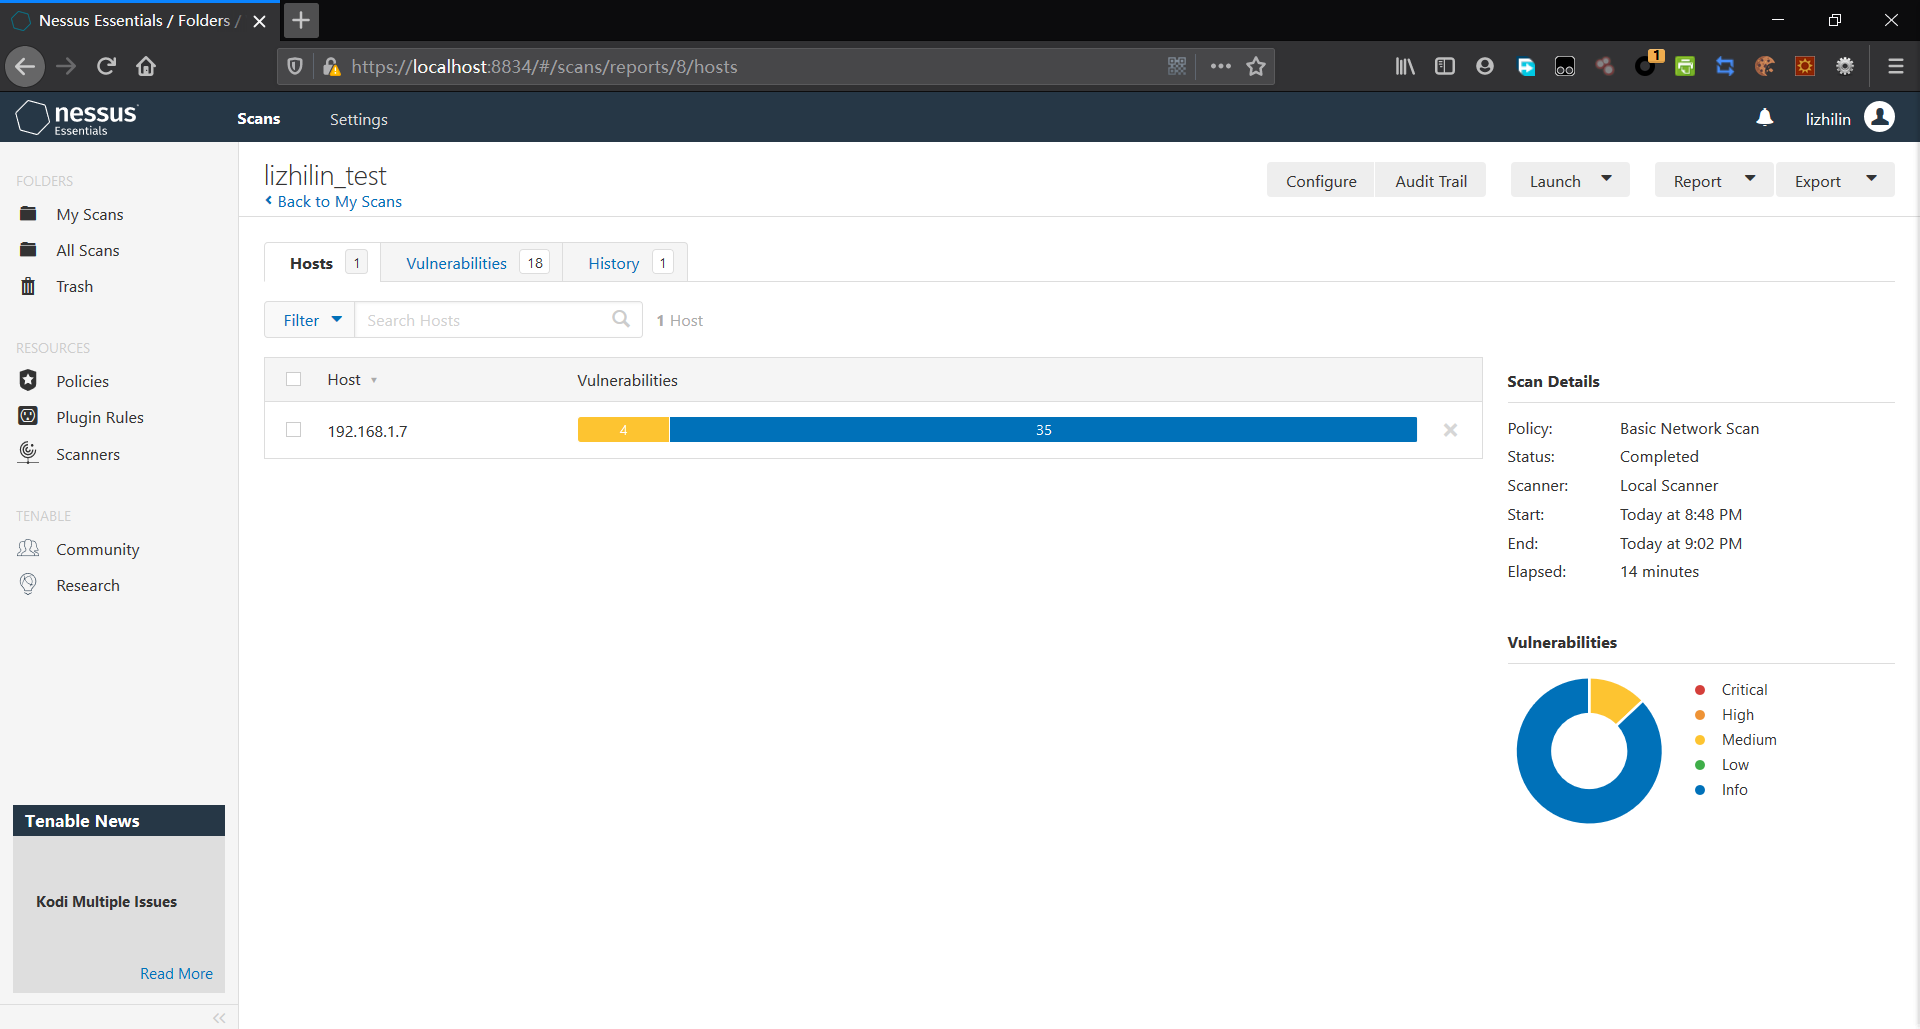 Nessus Essentials / Folders /
1
https://localhost:8834/#/scans/reports/8/hosts
nessus
Essentials
Scans
Settings
lizhilin
FOLDERS
My Scans
All Scans
Trash
RESOURCES
Policies
Plugin Rules
Scanners
TENABLE
Community
Research
Tenable News
Kodi Multiple Issues
Read More
lizhilin_test
Back to My Scans
Configure
Audit Trail
Launch
Report
Export
Hosts 1
Vulnerabilities 18
History 1
Filter
Search Hosts
1 Host
Host
Vulnerabilities
192.168.1.7
4
35
Scan Details
Policy: Basic Network Scan
Status: Completed
Scanner: Local Scanner
Start: Today at 8:48 PM
End: Today at 9:02 PM
Elapsed: 14 minutes
Vulnerabilities
Critical
High
Medium
Low
Info